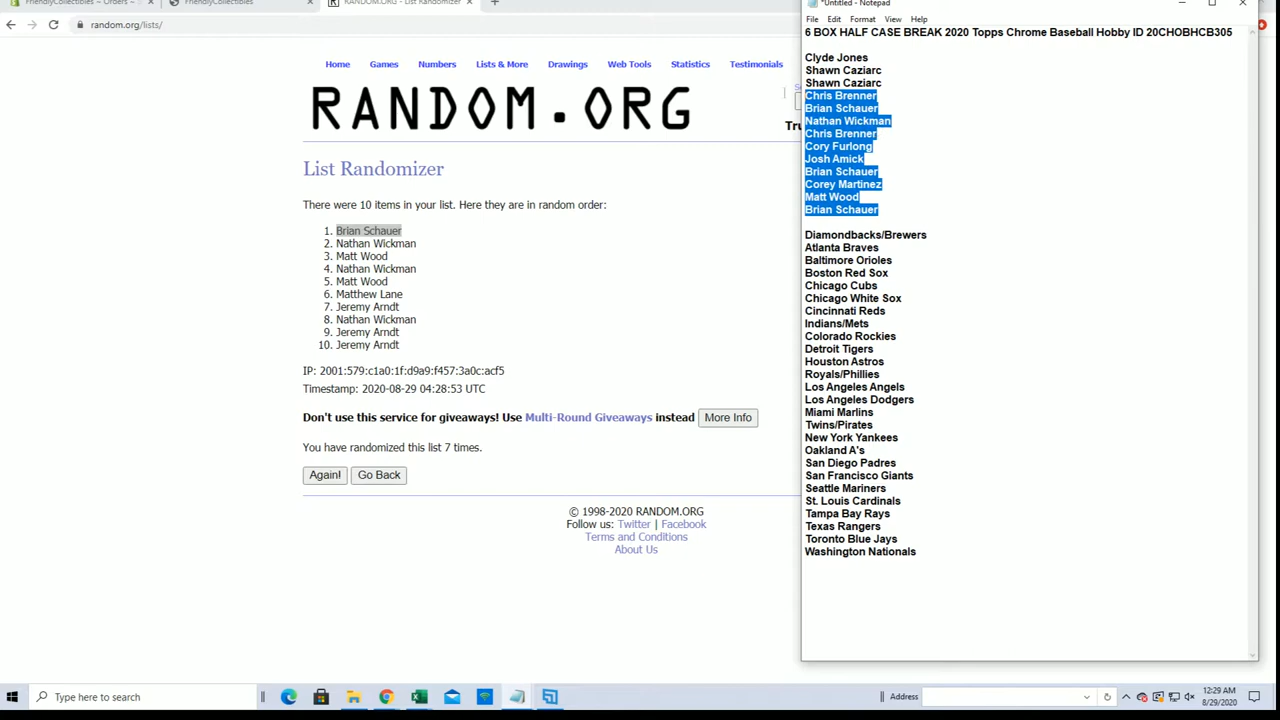 FriendlyCollectibles ~ Orders ~
FriendlyCollectibles
RANDOM.ORG - List Randomizer
random.org/lists/
Home Games Numbers Lists & More Drawings Web Tools Statistics Testimonials
RANDOM.ORG
List Randomizer
There were 10 items in your list. Here they are in random order:
1. Brian Schauer
2. Nathan Wickman
3. Matt Wood
4. Nathan Wickman
5. Matt Wood
6. Matthew Lane
7. Jeremy Arndt
8. Nathan Wickman
9. Jeremy Arndt
10. Jeremy Arndt
IP: 2001:579:c1a0:1f:d9a9:f457:3a0c:acf5
Timestamp: 2020-08-29 04:28:53 UTC
Don't use this service for giveaways! Use Multi-Round Giveaways instead More Info
You have randomized this list 7 times.
Again! Go Back
© 1998-2020 RANDOM.ORG
Follow us: Twitter | Facebook
Terms and Conditions
About Us
*Untitled - Notepad
File Edit Format View Help
6 BOX HALF CASE BREAK 2020 Topps Chrome Baseball Hobby ID 20CHOBHCB305
Clyde Jones
Shawn Caziarc
Shawn Caziarc
Chris Brenner
Brian Schauer
Nathan Wickman
Chris Brenner
Cory Furlong
Josh Amick
Brian Schauer
Corey Martinez
Matt Wood
Brian Schauer
Diamondbacks/Brewers
Atlanta Braves
Baltimore Orioles
Boston Red Sox
Chicago Cubs
Chicago White Sox
Cincinnati Reds
Indians/Mets
Colorado Rockies
Detroit Tigers
Houston Astros
Royals/Phillies
Los Angeles Angels
Los Angeles Dodgers
Miami Marlins
Twins/Pirates
New York Yankees
Oakland A's
San Diego Padres
San Francisco Giants
Seattle Mariners
St. Louis Cardinals
Tampa Bay Rays
Texas Rangers
Toronto Blue Jays
Washington Nationals
Type here to search
Address
12:29 AM
8/29/2020